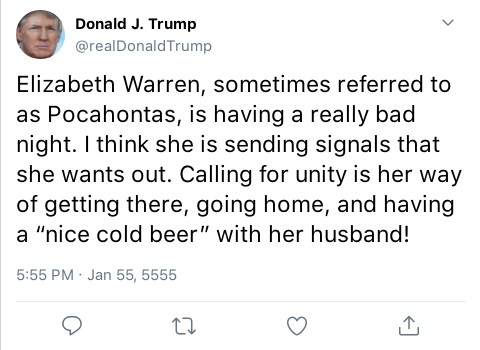 Donald J. Trump
@realDonaldTrump
Elizabeth Warren, sometimes referred to
as Pocahontas, is having a really bad
night. I think she is sending signals that
she wants out. Calling for unity is her way
of getting there, going home, and having
a “nice cold beer” with her husband!
5:55 PM · Jan 55, 5555